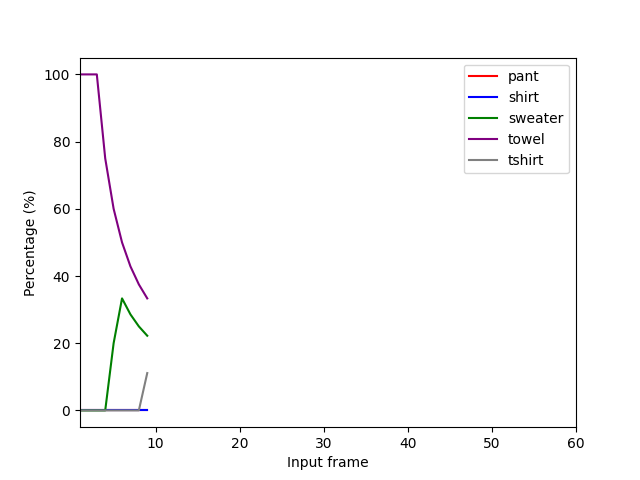 100
80
60
40
20
0
Percentage (%)
pant
shirt
sweater
towel
tshirt
10 20 30 40 50 60
Input frame